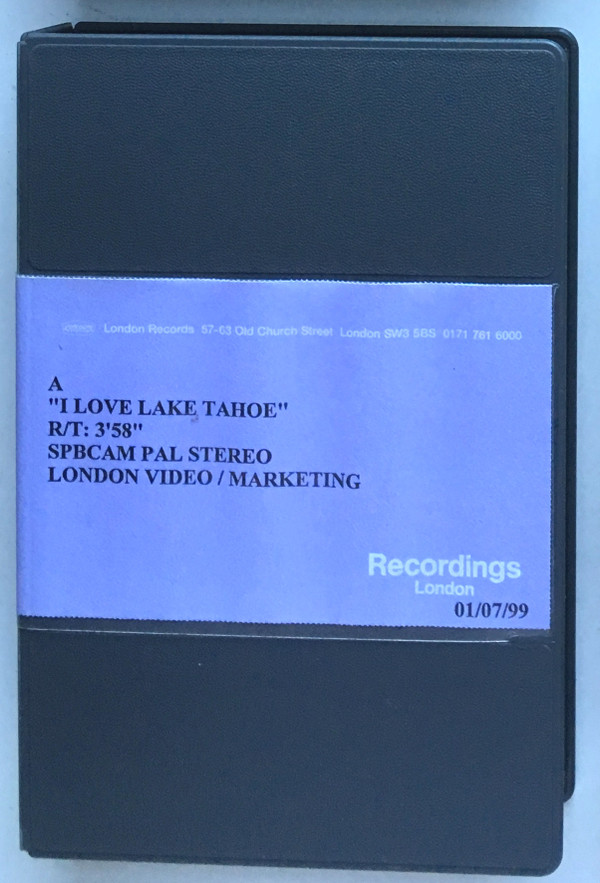 London Records 57-63 Old Church Street London SW3 5BS 0171 761 6000
A
"I LOVE LAKE TAHOE"
R/T: 3'58"
SPBCAM PAL STEREO
LONDON VIDEO / MARKETING
Recordings
London
01/07/99